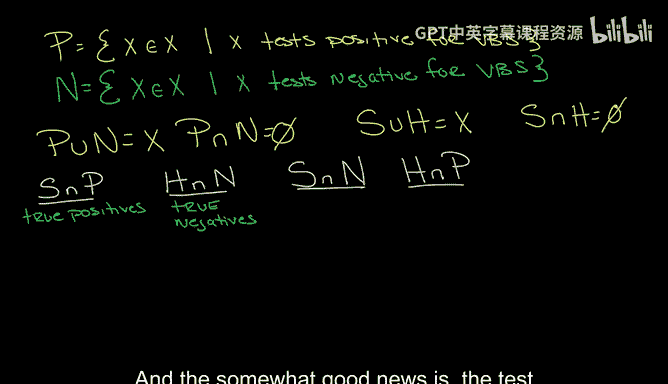 GPT中英字幕课程资源 bilibili
P={ x ∈ X | x tests positive for VBS}
N={ x ∈ X | x tests negative for VBS}
P∪N=X P∩N=∅ S∪H=X S∩H=∅
S∩P H∩N S∩N H∩P
true positives true negatives
And the somewhat good news is, the test